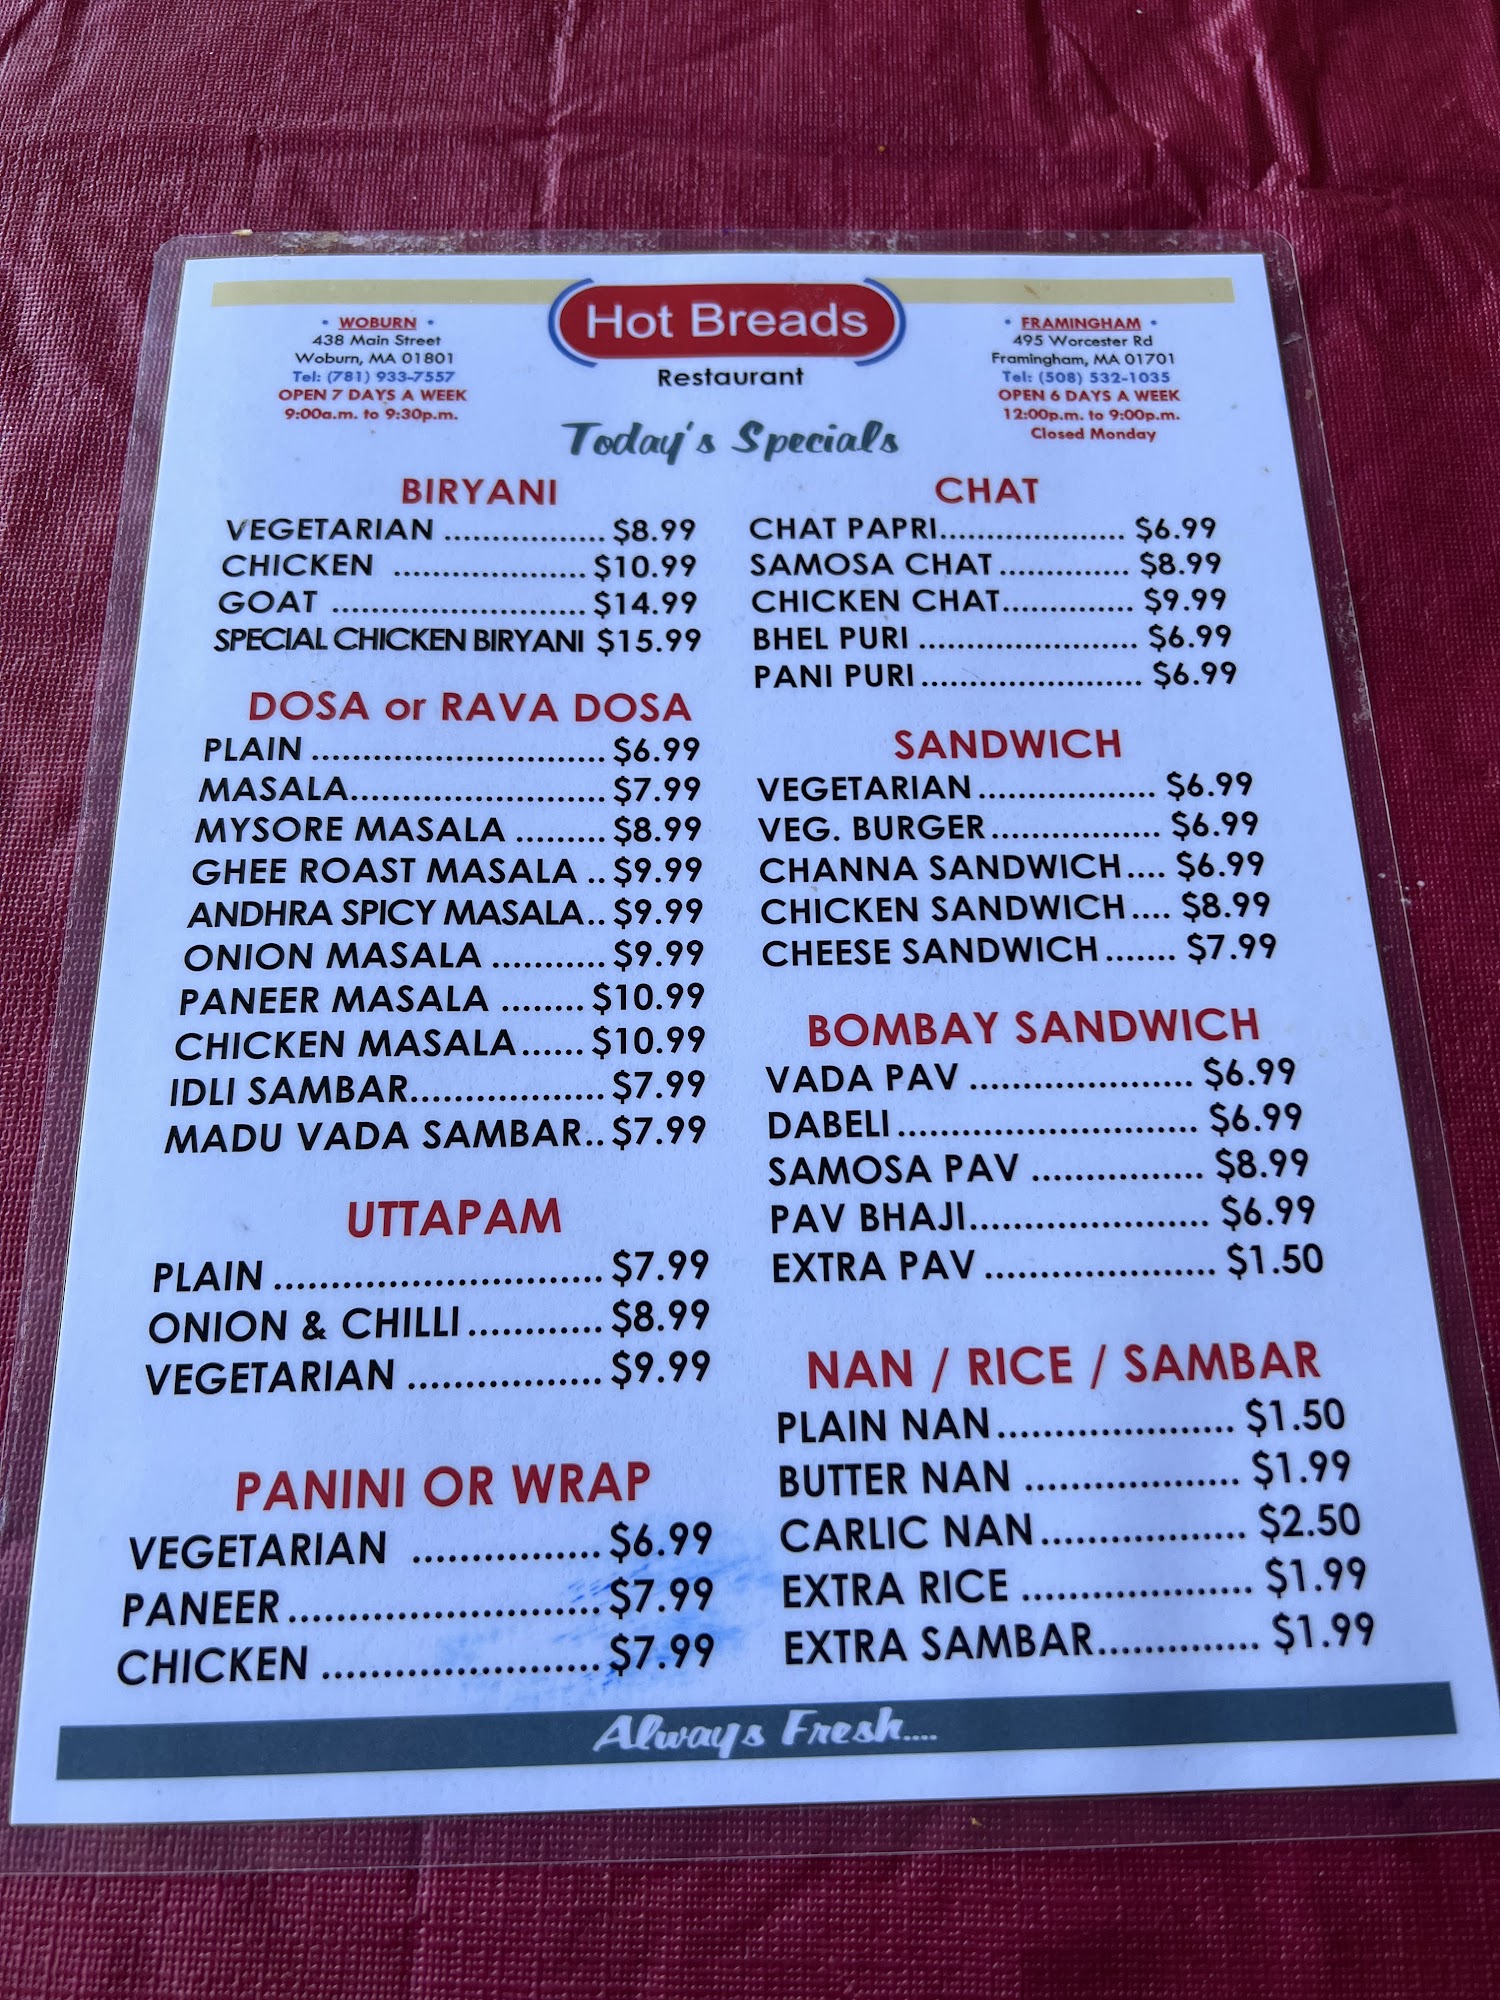 Hot Breads
Restaurant
• WOBURN •
438 Main Street
Woburn, MA 01801
Tel: (781) 933-7557
OPEN 7 DAYS A WEEK
9:00a.m. to 9:30p.m.
• FRAMINGHAM •
495 Worcester Rd
Framingham, MA 01701
Tel: (508) 532-1035
OPEN 6 DAYS A WEEK
12:00p.m. to 9:00p.m.
Closed Monday
Today's Specials
BIRYANI
VEGETARIAN ................. $8.99
CHICKEN .................... $10.99
GOAT .......................... $14.99
SPECIAL CHICKEN BIRYANI $15.99
DOSA or RAVA DOSA
PLAIN .............................. $6.99
MASALA.......................... $7.99
MYSORE MASALA ......... $8.99
GHEE ROAST MASALA .. $9.99
ANDHRA SPICY MASALA.. $9.99
ONION MASALA ........... $9.99
PANEER MASALA ........ $10.99
CHICKEN MASALA...... $10.99
IDLI SAMBAR................... $7.99
MADU VADA SAMBAR.. $7.99
UTTAPAM
PLAIN ............................... $7.99
ONION & CHILLI ............ $8.99
VEGETARIAN .................. $9.99
PANINI OR WRAP
VEGETARIAN ................. $6.99
PANEER ............................ $7.99
CHICKEN ......................... $7.99
CHAT
CHAT PAPRI................... $6.99
SAMOSA CHAT ............. $8.99
CHICKEN CHAT............. $9.99
BHEL PURI ...................... $6.99
PANI PURI ....................... $6.99
SANDWICH
VEGETARIAN .................. $6.99
VEG. BURGER ................. $6.99
CHANNA SANDWICH .... $6.99
CHICKEN SANDWICH .... $8.99
CHEESE SANDWICH ....... $7.99
BOMBAY SANDWICH
VADA PAV ...................... $6.99
DABELI ............................. $6.99
SAMOSA PAV ................ $8.99
PAV BHAJI....................... $6.99
EXTRA PAV ...................... $1.50
NAN / RICE / SAMBAR
PLAIN NAN ...................... $1.50
BUTTER NAN ................... $1.99
CARLIC NAN ................... $2.50
EXTRA RICE ..................... $1.99
EXTRA SAMBAR.............. $1.99
Always Fresh....